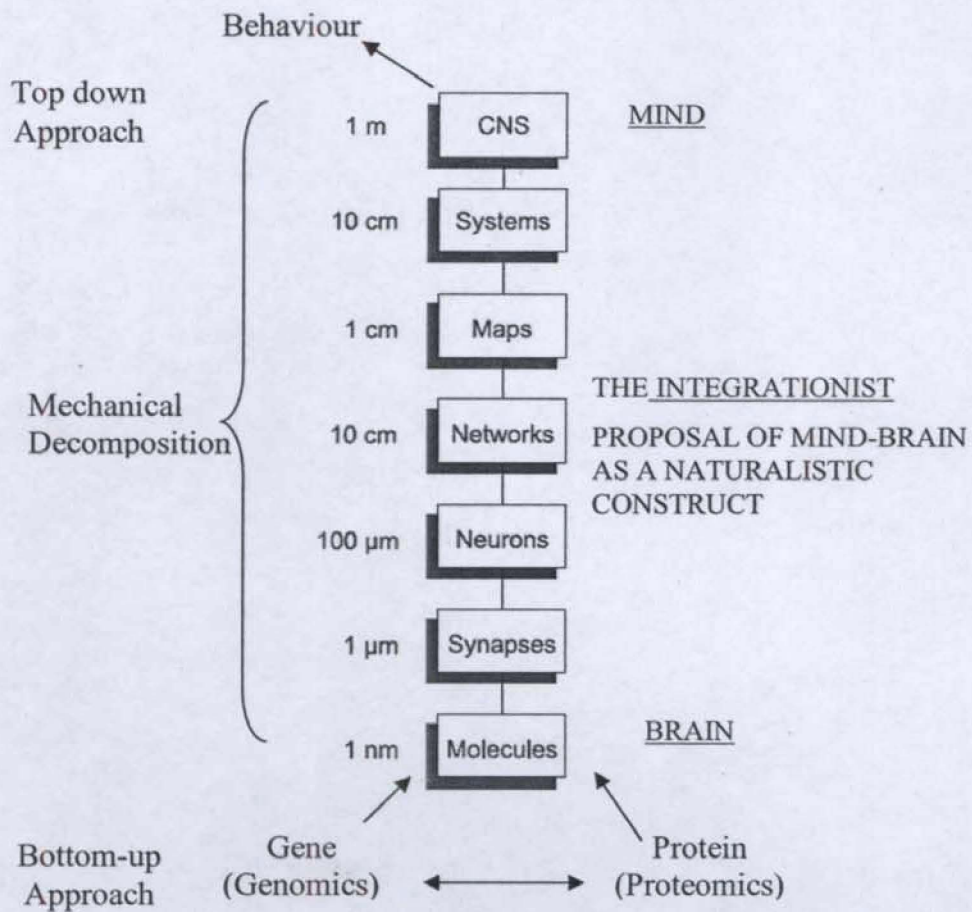 Behaviour
Top down
Approach
1 m
CNS
MIND
10 cm
Systems
1 cm
Maps
Mechanical
Decomposition
10 cm
Networks
THE INTEGRATIONIST
PROPOSAL OF MIND-BRAIN
AS A NATURALISTIC
CONSTRUCT
100 µm
Neurons
1 µm
Synapses
1 nm
Molecules
BRAIN
Bottom-up
Approach
Gene
(Genomics)
Protein
(Proteomics)